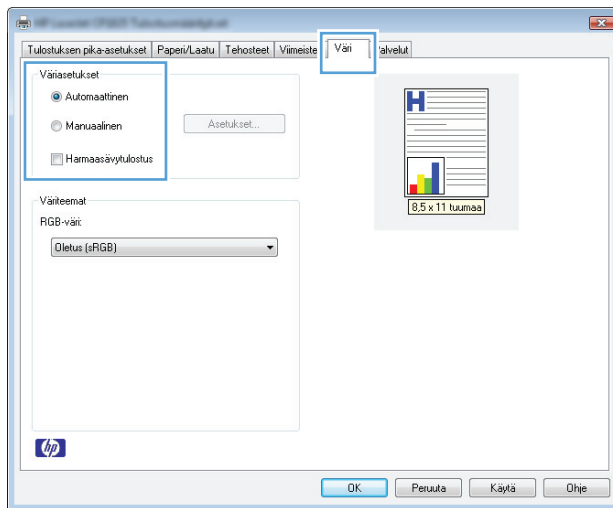 Tulostuksen pika-asetukset Paperi/Laatu Tehosteet Viimeiste Väri alvelut
Väriasetukset
Automaattinen
Manuaalinen
Asetukset...
Harmaasävytulostus
H
8,5 x 11 tuumaa
Väriteemat
RGB-väri:
Oletus (sRGB)
hp
OK Peruuta Käytä Ohje